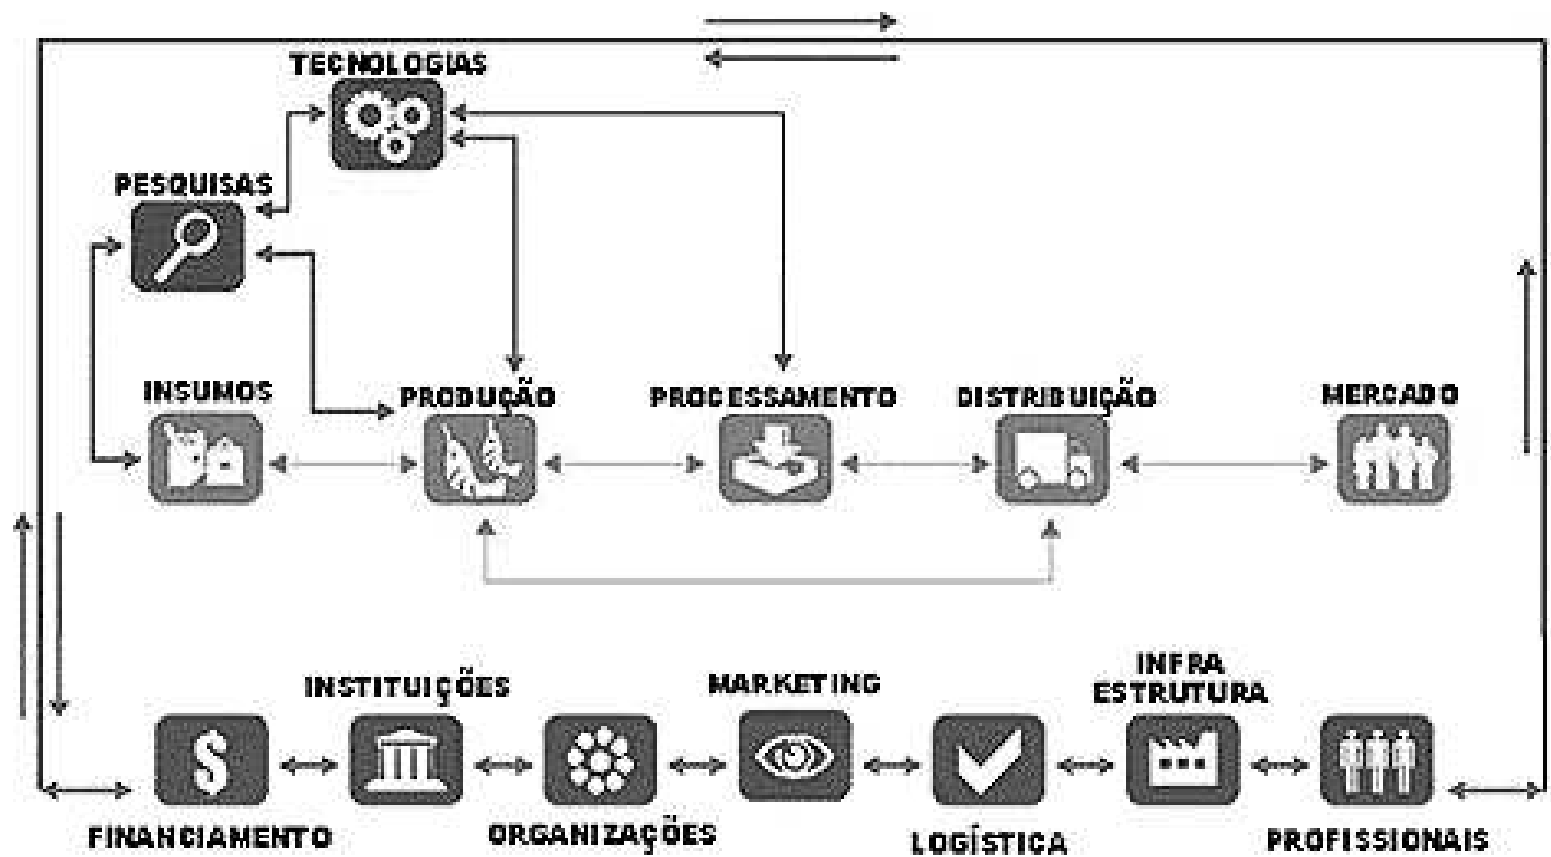 TECNOLOGIAS
PESQUISAS
INSUMOS
PRODUÇÃO
PROCESSAMENTO
DISTRIBUIÇÃO
MERCADO
INSTITUIÇÕES
MARKETING
INFRA
ESTRUTURA
$
FINANCIAMENTO
ORGANIZAÇÕES
LOGÍSTICA
PROFISSIONAIS